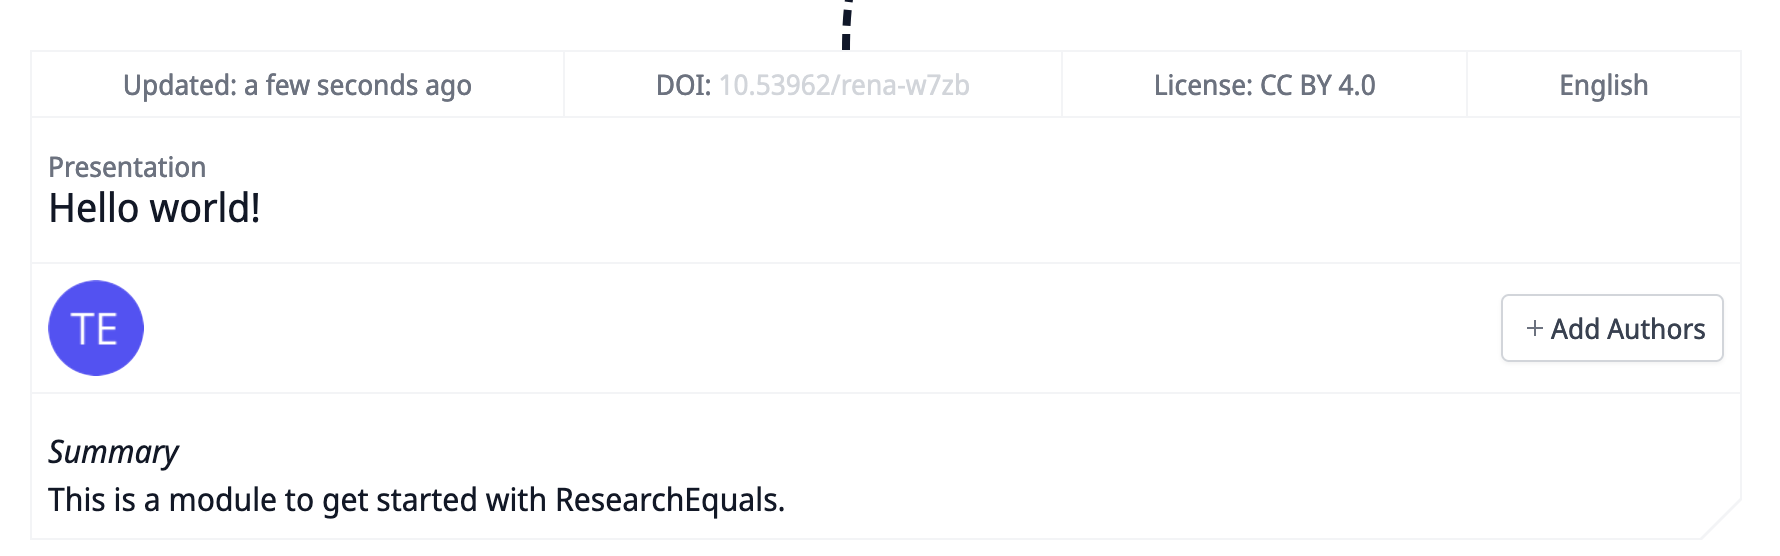 Updated: a few seconds ago DOI: 10.53962/rena-w7zb License: CC BY 4.0 English
Presentation
Hello world!
TE + Add Authors
Summary
This is a module to get started with ResearchEquals.